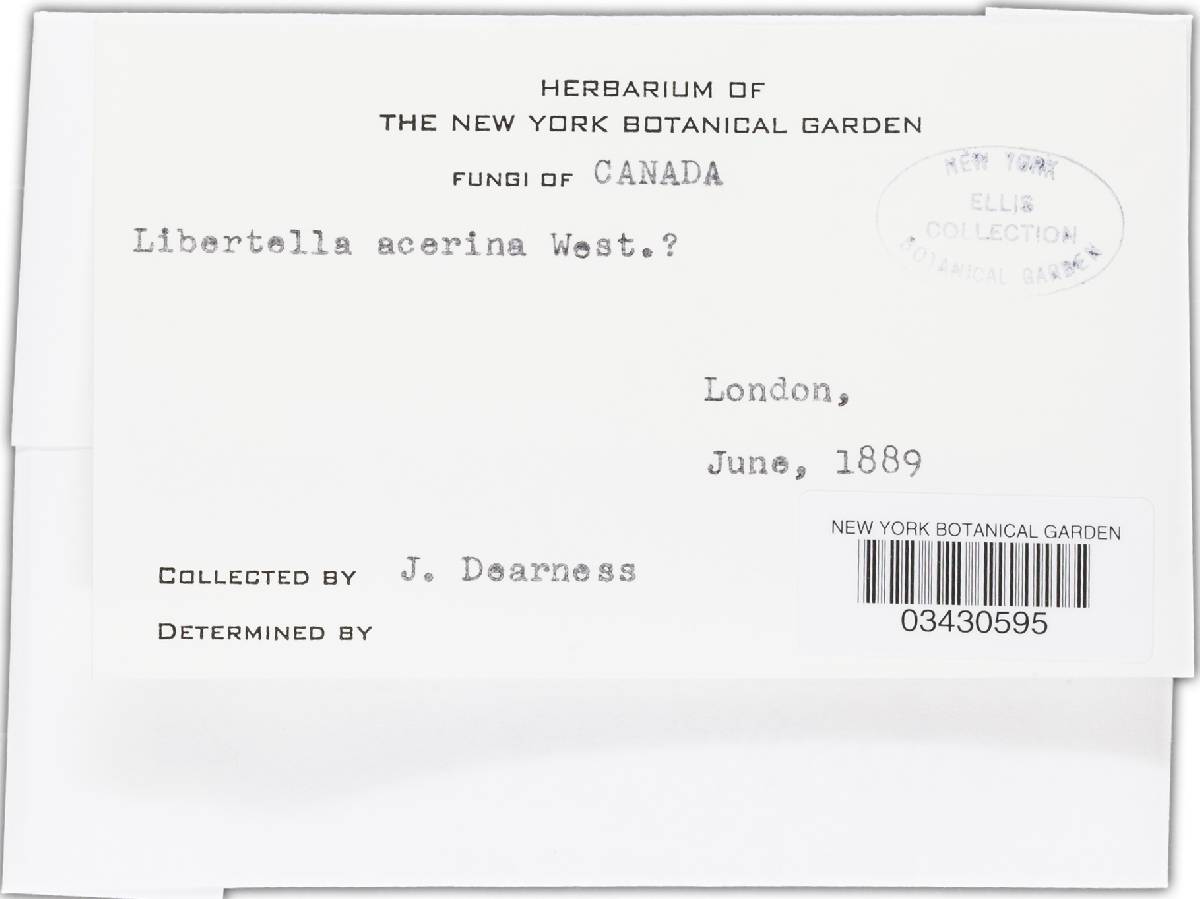 HERBARIUM OF
THE NEW YORK BOTANICAL GARDEN
FUNGI OF CANADA
Libertella acerina West.?
NEW YORK
ELLIS
COLLECTION
BOTANICAL GARDEN
London,
June, 1889
NEW YORK BOTANICAL GARDEN
03430595
COLLECTED BY J. Dearness
DETERMINED BY